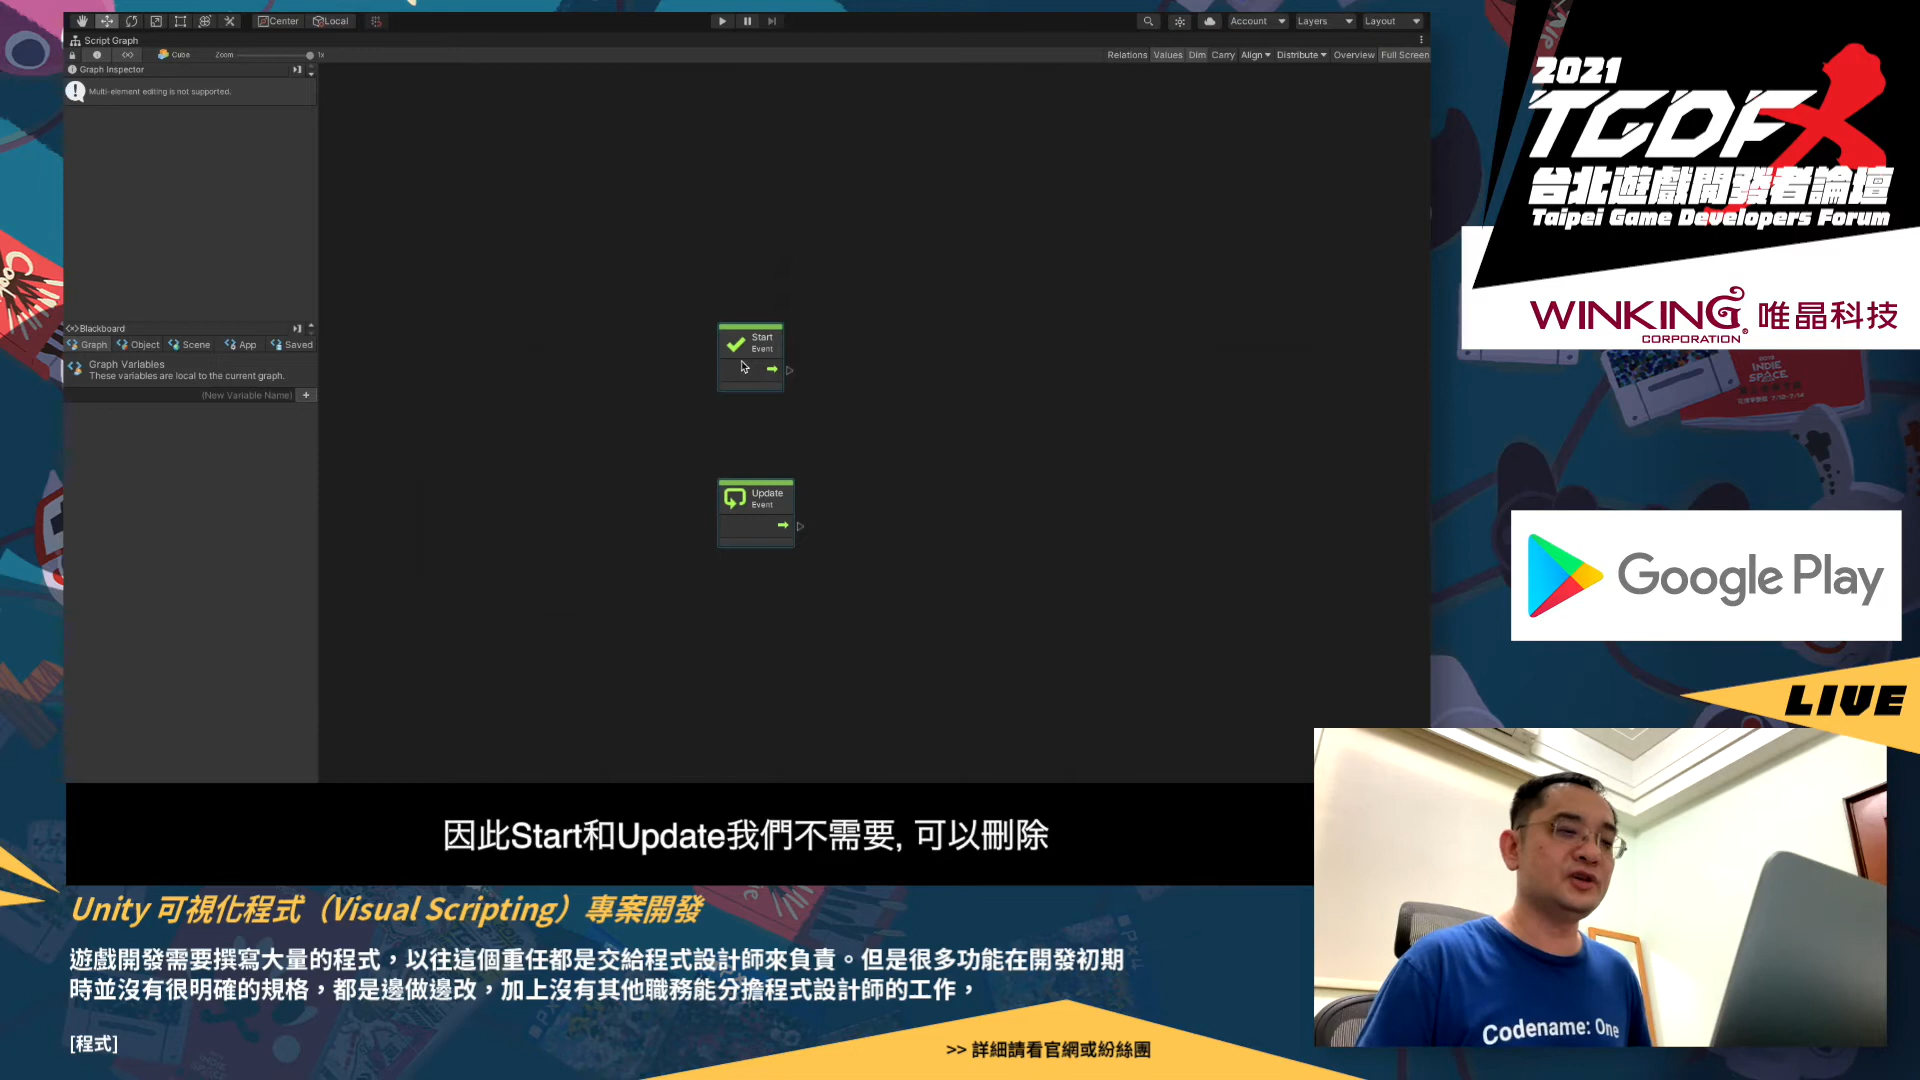 Center
Local
Account
Layers
Layout
Script Graph
Cube
Zoom
1x
Relations
Values
Dim
Carry
Align
Distribute
Overview
Full Screen
Graph Inspector
Multi-element editing is not supported.
Blackboard
Graph
Object
Scene
App
Saved
Graph Variables
These variables are local to the current graph.
(New Variable Name)
+
Start
Event
Update
Event
因此Start和Update我們不需要, 可以刪除
Unity 可視化程式（Visual Scripting）專案開發
遊戲開發需要撰寫大量的程式，以往這個重任都是交給程式設計師來負責。但是很多功能在開發初期
時並沒有很明確的規格，都是邊做邊改，加上沒有其他職務能分擔程式設計師的工作，
[程式]
>> 詳細請看官網或紛絲團
2021
TGDF X
台北遊戲開發者論壇
Taipei Game Developers Forum
WINKING 唯晶科技
CORPORATION
INDIE
SPACE
Google Play
LIVE
Codename: One